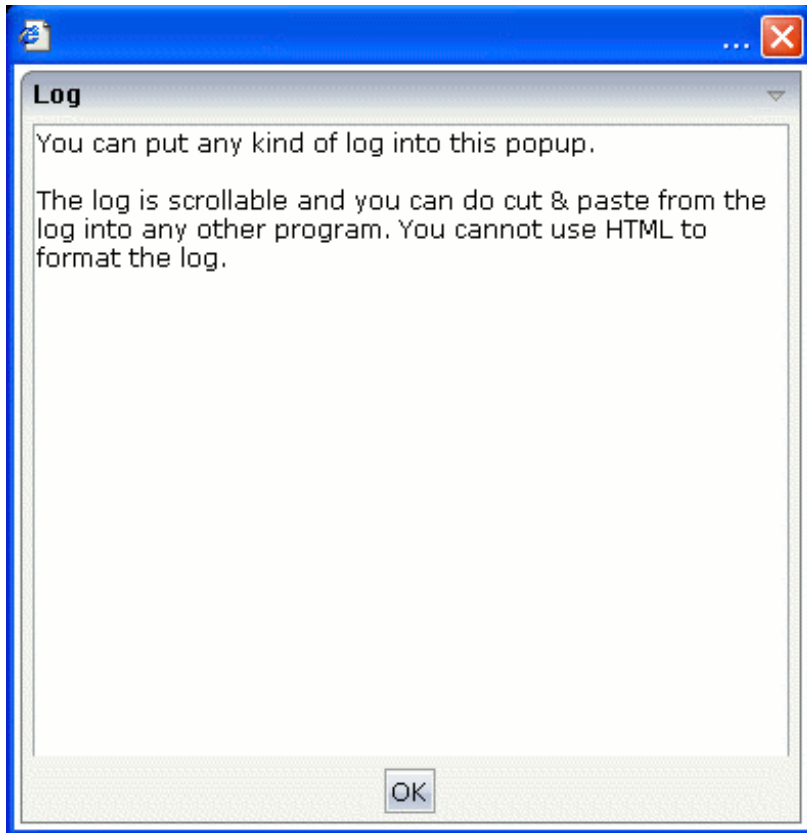 ...
Log
You can put any kind of log into this popup.
The log is scrollable and you can do cut & paste from the
log into any other program. You cannot use HTML to
format the log.
OK